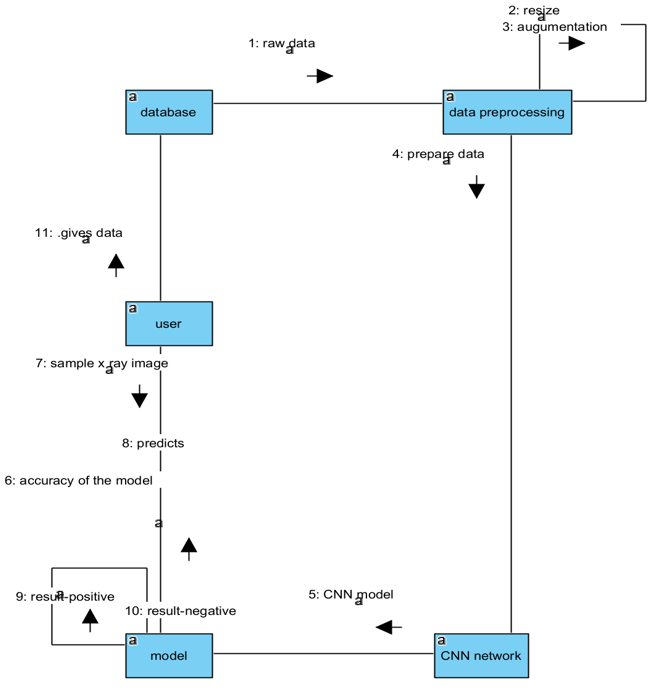 2: resize
a
3: augumentation
1: raw data
a
a
database
a
data preprocessing
4: prepare data
a
11: .gives data
a
a
user
7: sample x ray image
a
8: predicts
6: accuracy of the model
a
9: result-positive
a
10: result-negative
5: CNN model
a
a
model
a
CNN network